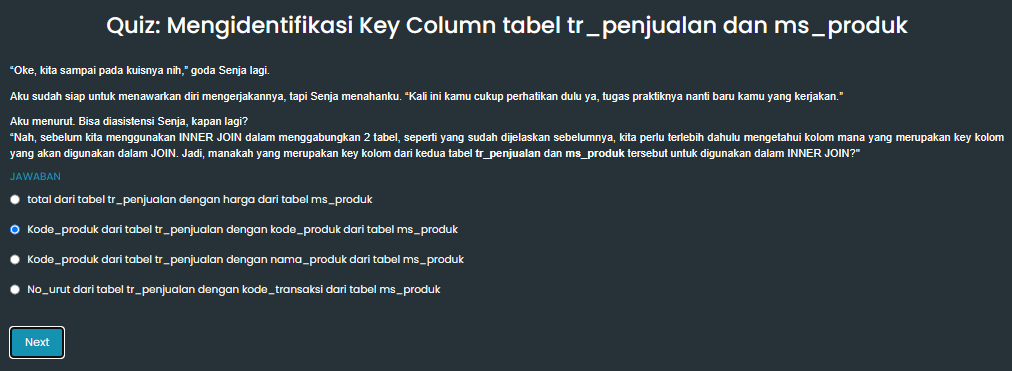 Quiz: Mengidentifikasi Key Column tabel tr_penjualan dan ms_produk
"Oke, kita sampai pada kuisnya nih," goda Senja lagi.
Aku sudah siap untuk menawarkan diri mengerjakannya, tapi Senja menahanku. "Kali ini kamu cukup perhatikan dulu ya, tugas praktiknya nanti baru kamu yang kerjakan."
Aku menurut. Bisa diasistensi Senja, kapan lagi?
"Nah, sebelum kita menggunakan INNER JOIN dalam menggabungkan 2 tabel, seperti yang sudah dijelaskan sebelumnya, kita perlu terlebih dahulu mengetahui kolom mana yang merupakan key kolom
yang akan digunakan dalam JOIN. Jadi, manakah yang merupakan key kolom dari kedua tabel tr_penjualan dan ms_produk tersebut untuk digunakan dalam INNER JOIN?"
JAWABAN
total dari tabel tr_penjualan dengan harga dari tabel ms_produk
Kode_produk dari tabel tr_penjualan dengan kode_produk dari tabel ms_produk
Kode_produk dari tabel tr_penjualan dengan nama_produk dari tabel ms_produk
No_urut dari tabel tr_penjualan dengan kode_transaksi dari tabel ms_produk
Next